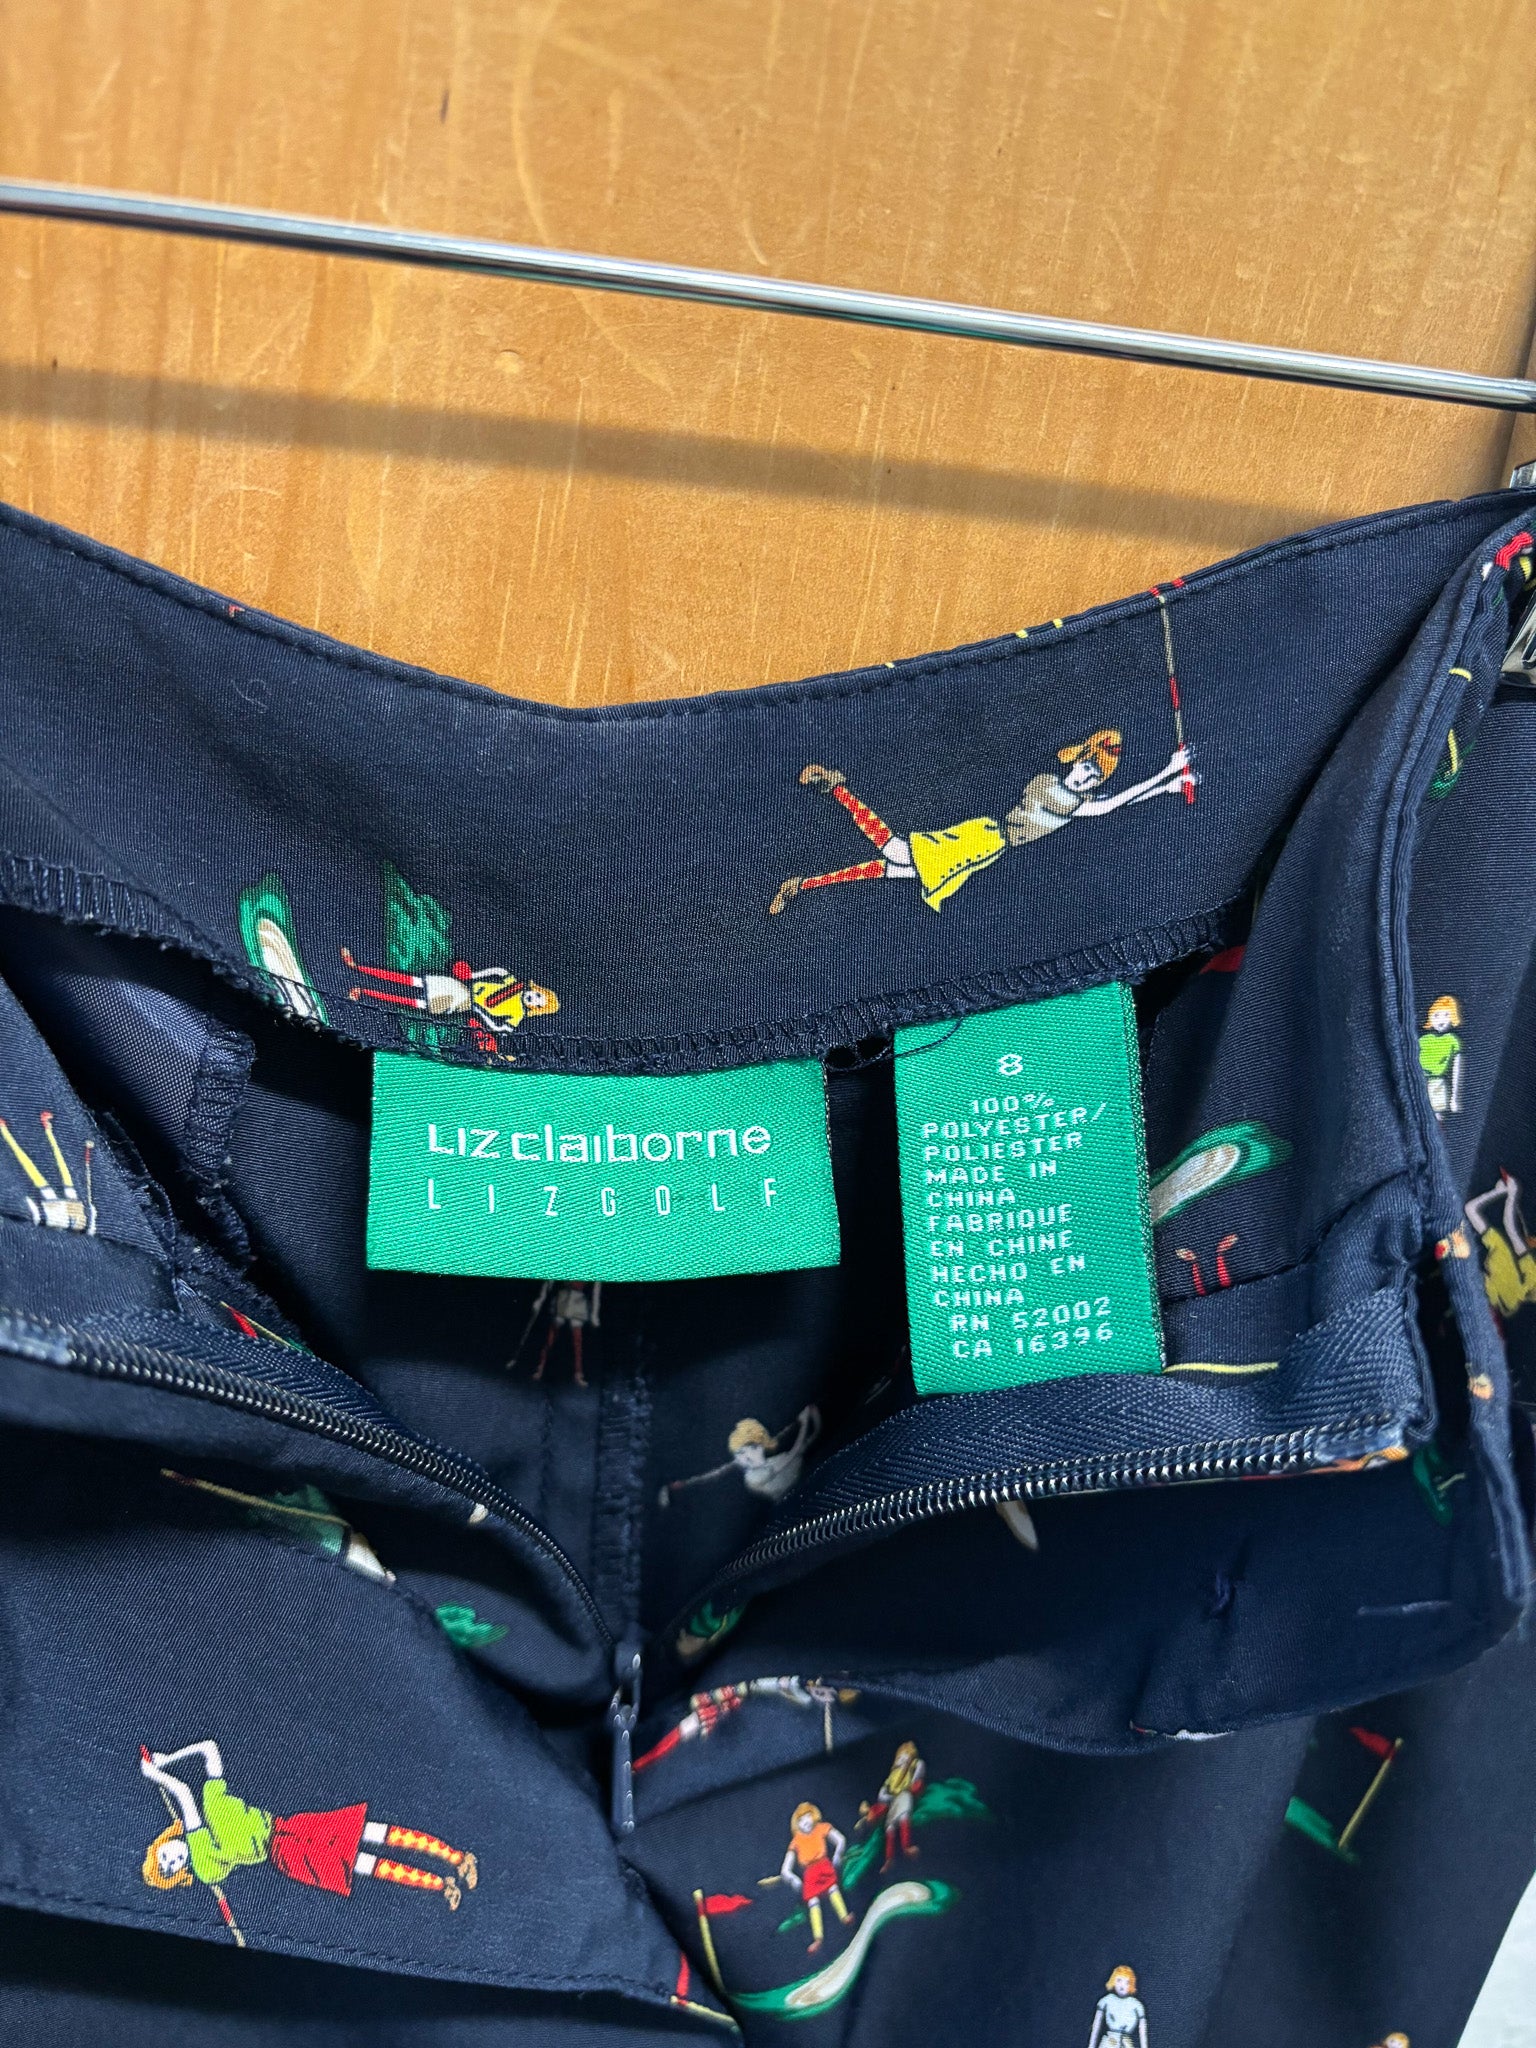 LIZ claiborne
LIZGOLF
8
100%
POLYESTER/
POLIESTER
MADE IN
CHINA
FABRIQUE
EN CHINE
HECHO EN
CHINA
RN 52002
CA 16396